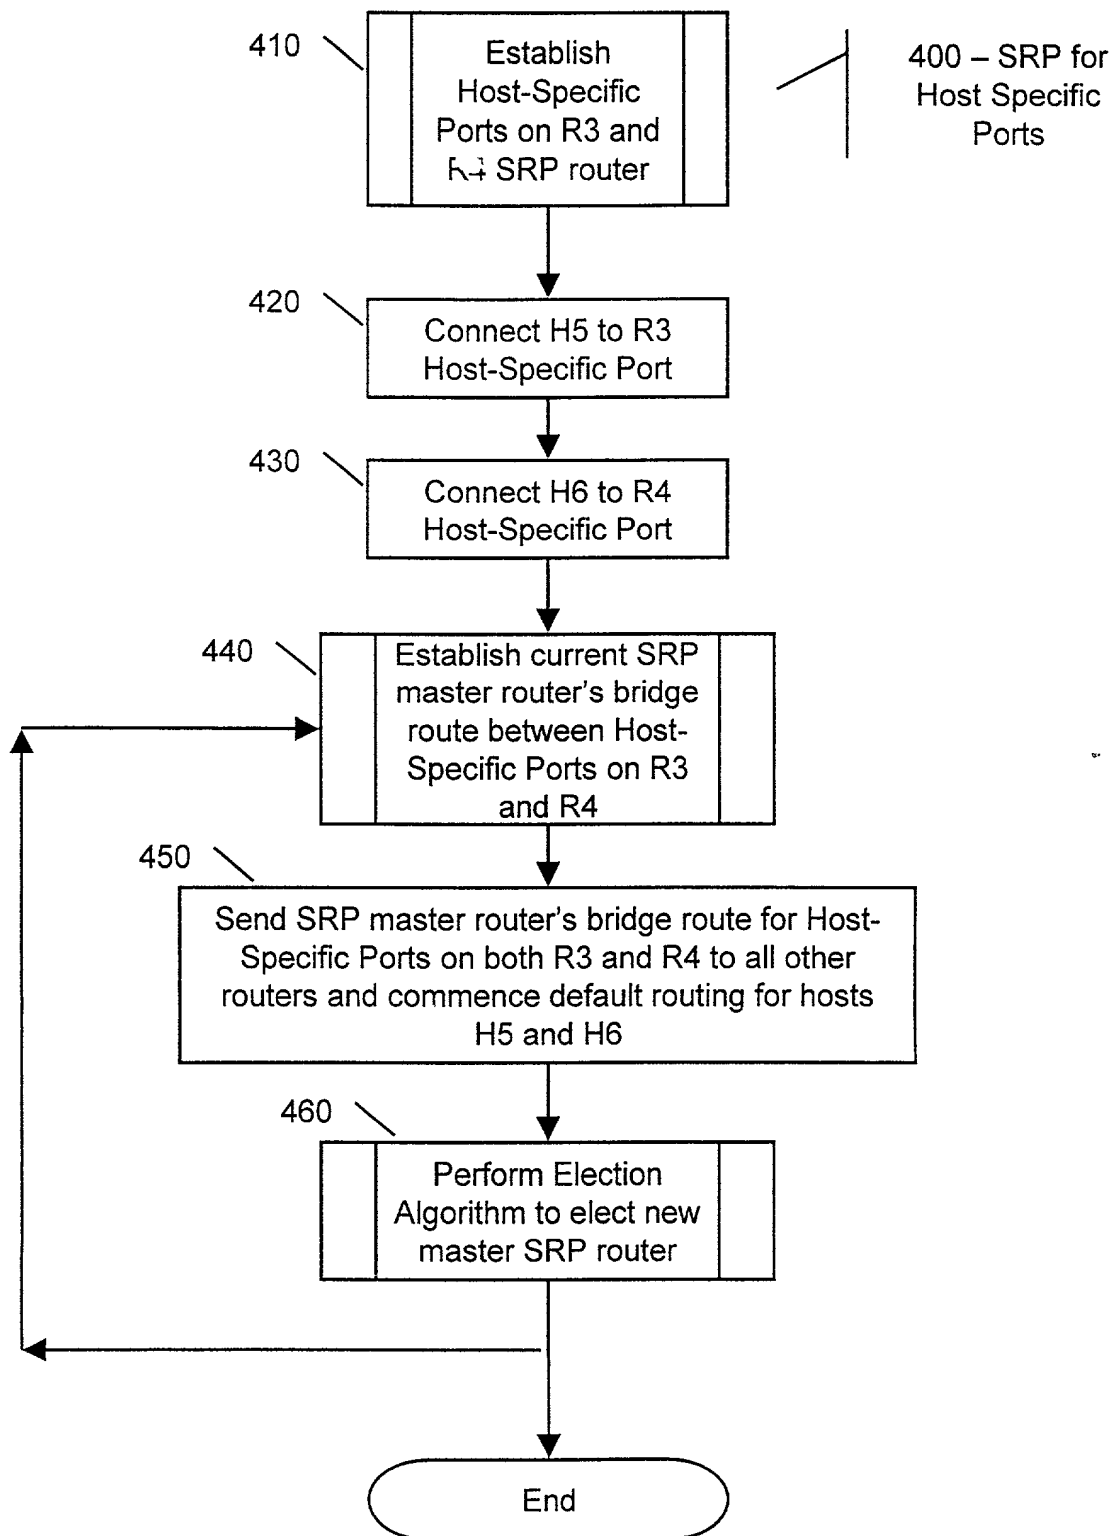 410
Establish
Host-Specific
Ports on R3 and
R4 SRP router
400 – SRP for
Host Specific
Ports
420
Connect H5 to R3
Host-Specific Port
430
Connect H6 to R4
Host-Specific Port
440
Establish current SRP
master router's bridge
route between Host-
Specific Ports on R3
and R4
450
Send SRP master router's bridge route for Host-
Specific Ports on both R3 and R4 to all other
routers and commence default routing for hosts
H5 and H6
460
Perform Election
Algorithm to elect new
master SRP router
End